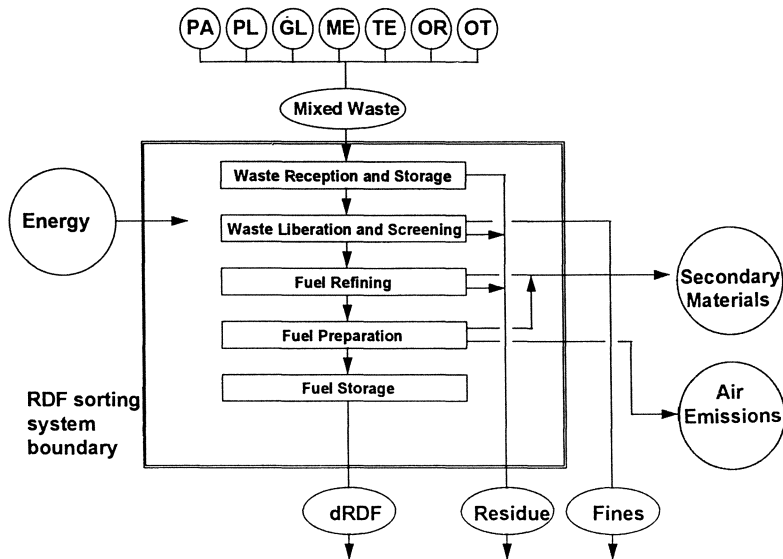 PA PL GL ME TE OR OT
Mixed Waste
Waste Reception and Storage
Energy
Waste Liberation and Screening
Fuel Refining
Secondary
Materials
Fuel Preparation
Fuel Storage
Air
Emissions
RDF sorting
system
boundary
dRDF
Residue
Fines